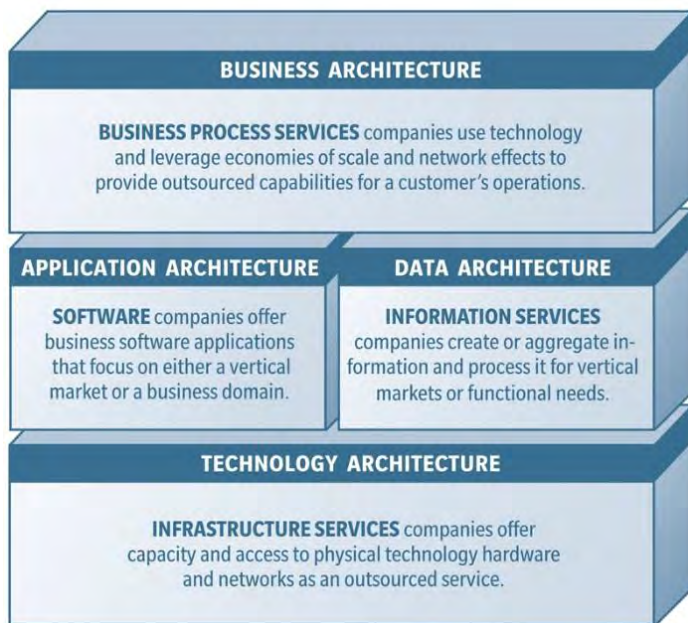 BUSINESS ARCHITECTURE
BUSINESS PROCESS SERVICES companies use technology
and leverage economies of scale and network effects to
provide outsourced capabilities for a customer's operations.
APPLICATION ARCHITECTURE
SOFTWARE companies offer
business software applications
that focus on either a vertical
market or a business domain.
DATA ARCHITECTURE
INFORMATION SERVICES
companies create or aggregate in-
formation and process it for vertical
markets or functional needs.
TECHNOLOGY ARCHITECTURE
INFRASTRUCTURE SERVICES companies offer
capacity and access to physical technology hardware
and networks as an outsourced service.